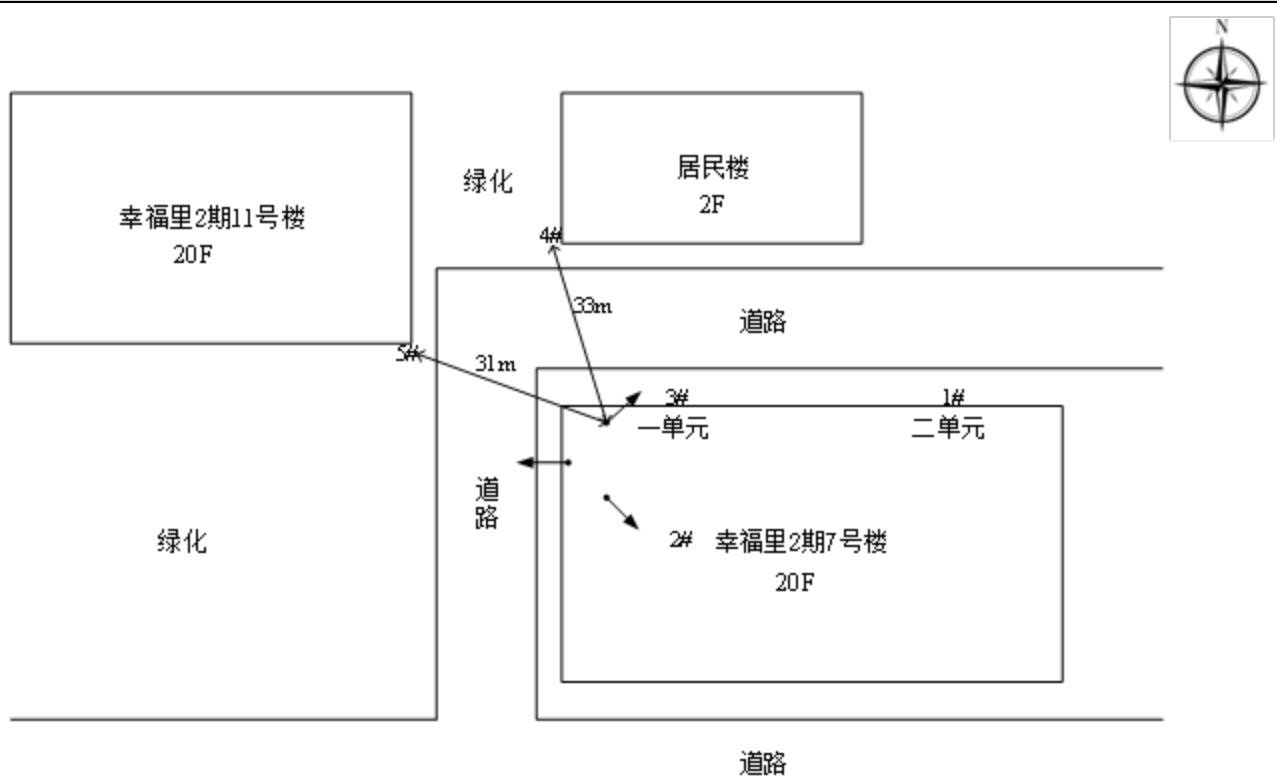 N
幸福里2期11号楼
20F
绿化
居民楼
2F
4#
33m
道路
5#
31m
3#
1#
一单元
二单元
道
路
绿化
2#
幸福里2期7号楼
20F
道路